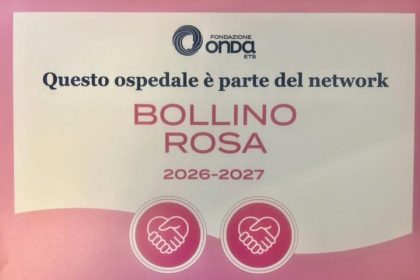 FONDAZIONE
onda
ETS
Questo ospedale è parte del network
BOLLINO
ROSA
2026-2027